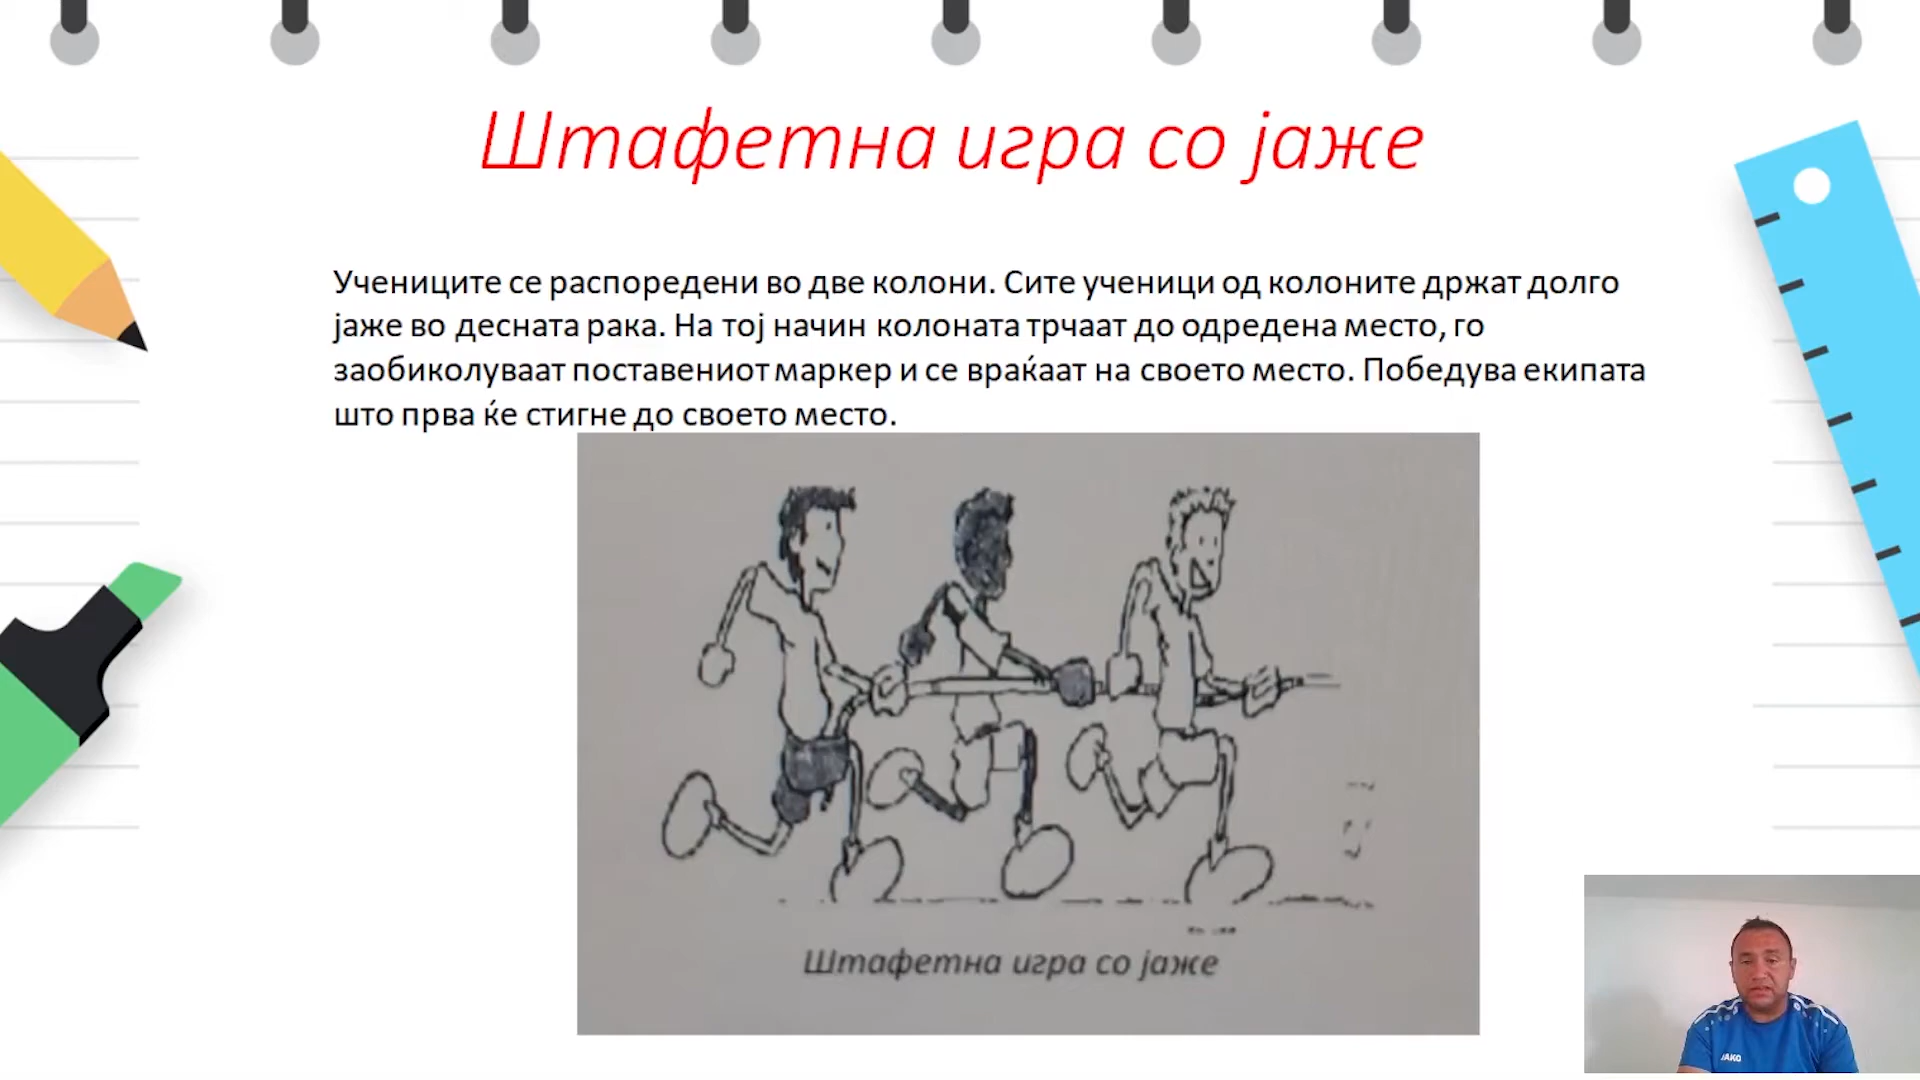 Штафетна игра со јаже
Учениците се распоредени во две колони. Сите ученици од колоните држат долго
јаже во десната рака. На тој начин колоната трчаат до одредена место, го
заобиколуваат поставениот маркер и се враќаат на своето место. Победува екипата
што прва ќе стигне до своето место.
Штафетна игра со јаже
JAKO